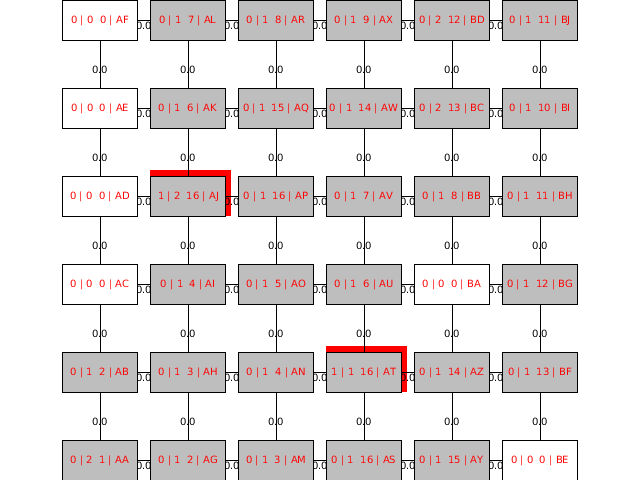 0 | 0 0 | AF 0.0 0 | 1 7 | AL 0.0 0 | 1 8 | AR 0.0 0 | 1 9 | AX 0.0 0 | 2 12 | BD 0.0 0 | 1 11 | BJ
0.0 0.0 0.0 0.0 0.0 0.0
0 | 0 0 | AE 0.0 0 | 1 6 | AK 0.0 0 | 1 15 | AQ 0.0 0 | 1 14 | AW 0.0 0 | 2 13 | BC 0.0 0 | 1 10 | BI
0.0 0.0 0.0 0.0 0.0 0.0
0 | 0 0 | AD 0.0 1 | 2 16 | AJ 0.0 0 | 1 16 | AP 0.0 0 | 1 7 | AV 0.0 0 | 1 8 | BB 0.0 0 | 1 11 | BH
0.0 0.0 0.0 0.0 0.0 0.0
0 | 0 0 | AC 0.0 0 | 1 4 | AI 0.0 0 | 1 5 | AO 0.0 0 | 1 6 | AU 0.0 0 | 0 0 | BA 0.0 0 | 1 12 | BG
0.0 0.0 0.0 0.0 0.0 0.0
0 | 1 2 | AB 0.0 0 | 1 3 | AH 0.0 0 | 1 4 | AN 0.0 1 | 1 16 | AT 0.0 0 | 1 14 | AZ 0.0 0 | 1 13 | BF
0.0 0.0 0.0 0.0 0.0 0.0
0 | 2 1 | AA 0.0 0 | 1 2 | AG 0.0 0 | 1 3 | AM 0.0 0 | 1 16 | AS 0.0 0 | 1 15 | AY 0.0 0 | 0 0 | BE